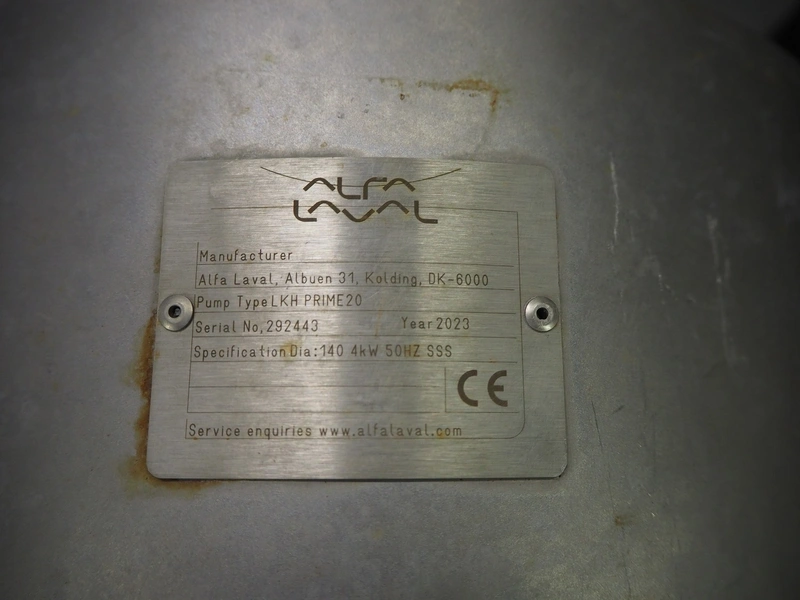 ALFA
LAVAL
Manufacturer
Alfa Laval, Albuen 31, Kolding, DK-6000
Pump Type LKH PRIME20
Serial No, 292443 Year 2023
Specification Dia: 140 4kW 50HZ SSS
CE
Service enquiries www.alfalaval.com